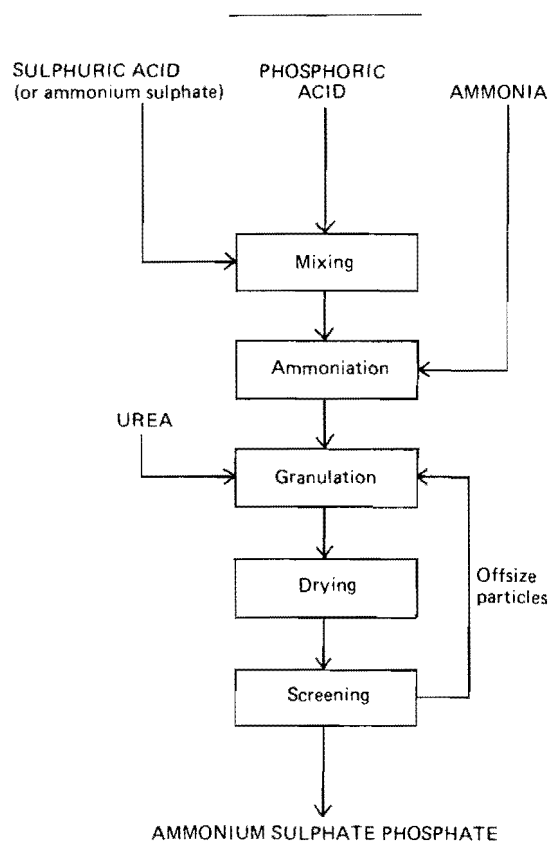 SULPHURIC ACID
(or ammonium sulphate)
PHOSPHORIC
ACID
AMMONIA
Mixing
Ammoniation
UREA
Granulation
Drying
Offsize
particles
Screening
AMMONIUM SULPHATE PHOSPHATE